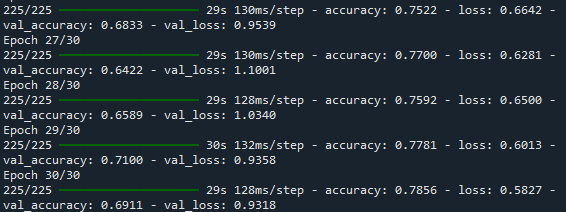 225/225 ━━━━━━━━━━━━━━━━━━━━ 29s 130ms/step - accuracy: 0.7522 - loss: 0.6642 -
val_accuracy: 0.6833 - val_loss: 0.9539
Epoch 27/30
225/225 ━━━━━━━━━━━━━━━━━━━━ 29s 130ms/step - accuracy: 0.7700 - loss: 0.6281 -
val_accuracy: 0.6422 - val_loss: 1.1001
Epoch 28/30
225/225 ━━━━━━━━━━━━━━━━━━━━ 29s 128ms/step - accuracy: 0.7592 - loss: 0.6500 -
val_accuracy: 0.6589 - val_loss: 1.0340
Epoch 29/30
225/225 ━━━━━━━━━━━━━━━━━━━━ 30s 132ms/step - accuracy: 0.7781 - loss: 0.6013 -
val_accuracy: 0.7100 - val_loss: 0.9358
Epoch 30/30
225/225 ━━━━━━━━━━━━━━━━━━━━ 29s 128ms/step - accuracy: 0.7856 - loss: 0.5827 -
val_accuracy: 0.6911 - val_loss: 0.9318